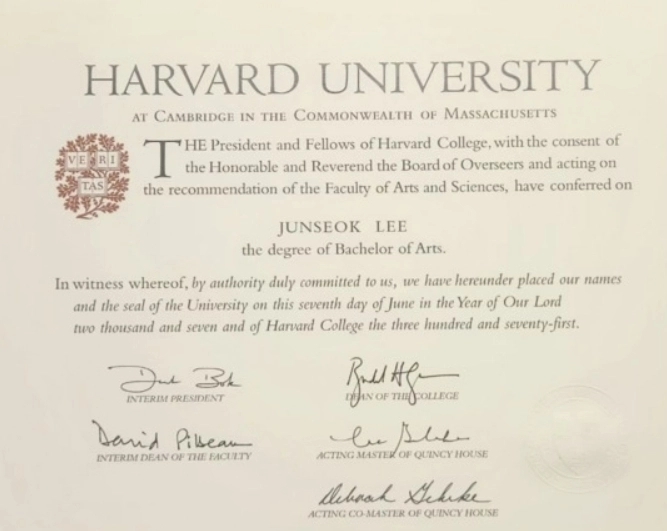 HARVARD UNIVERSITY
AT CAMBRIDGE IN THE COMMONWEALTH OF MASSACHUSETTS
VE RI
TAS
THE President and Fellows of Harvard College, with the consent of
the Honorable and Reverend the Board of Overseers and acting on
the recommendation of the Faculty of Arts and Sciences, have conferred on
JUNSEOK LEE
the degree of Bachelor of Arts.
In witness whereof, by authority duly committed to us, we have hereunder placed our names
and the seal of the University on this seventh day of June in the Year of Our Lord
two thousand and seven and of Harvard College the three hundred and seventy-first.
INTERIM PRESIDENT
DEAN OF THE COLLEGE
David Pilbeam
INTERIM DEAN OF THE FACULTY
ACTING MASTER OF QUINCY HOUSE
Deborah Gehrke
ACTING CO-MASTER OF QUINCY HOUSE